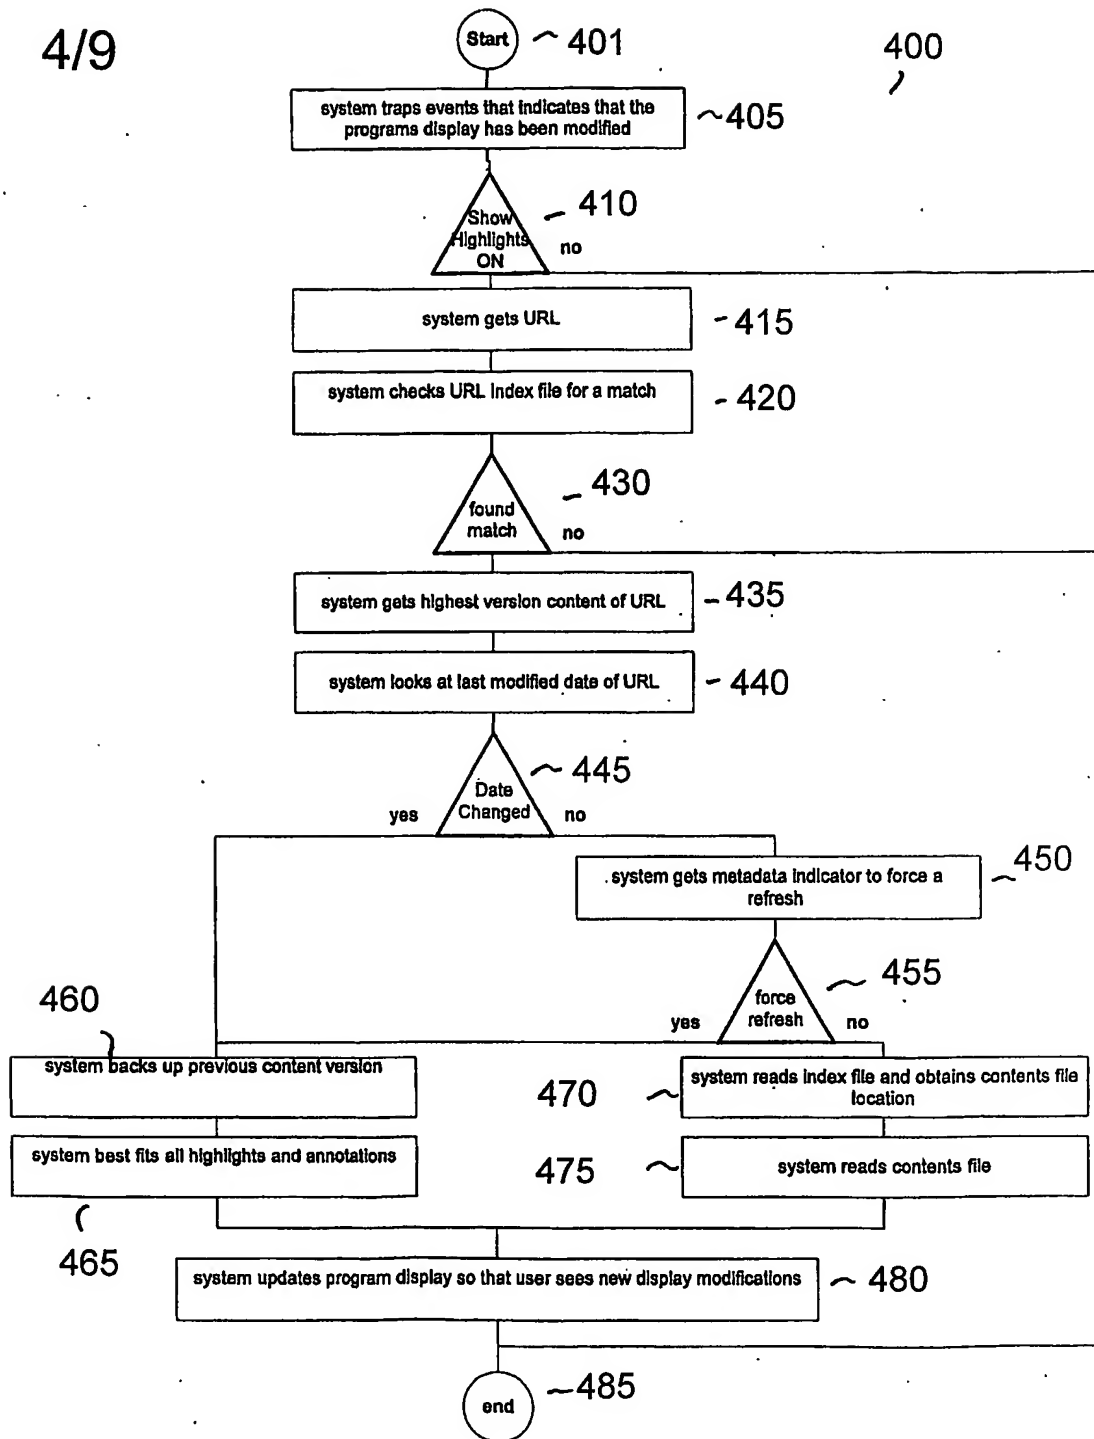 4/9
Start
401
400
system traps events that indicates that the
programs display has been modified
405
Show
Highlights
ON
410
no
system gets URL
415
system checks URL Index file for a match
420
found
match
430
no
system gets highest version content of URL
435
system looks at last modified date of URL
440
Date
Changed
445
yes
no
system gets metadata indicator to force a
refresh
450
force
refresh
455
yes
no
460
system backs up previous content version
470
system reads index file and obtains contents file
location
system best fits all highlights and annotations
465
475
system reads contents file
system updates program display so that user sees new display modifications
480
end
485